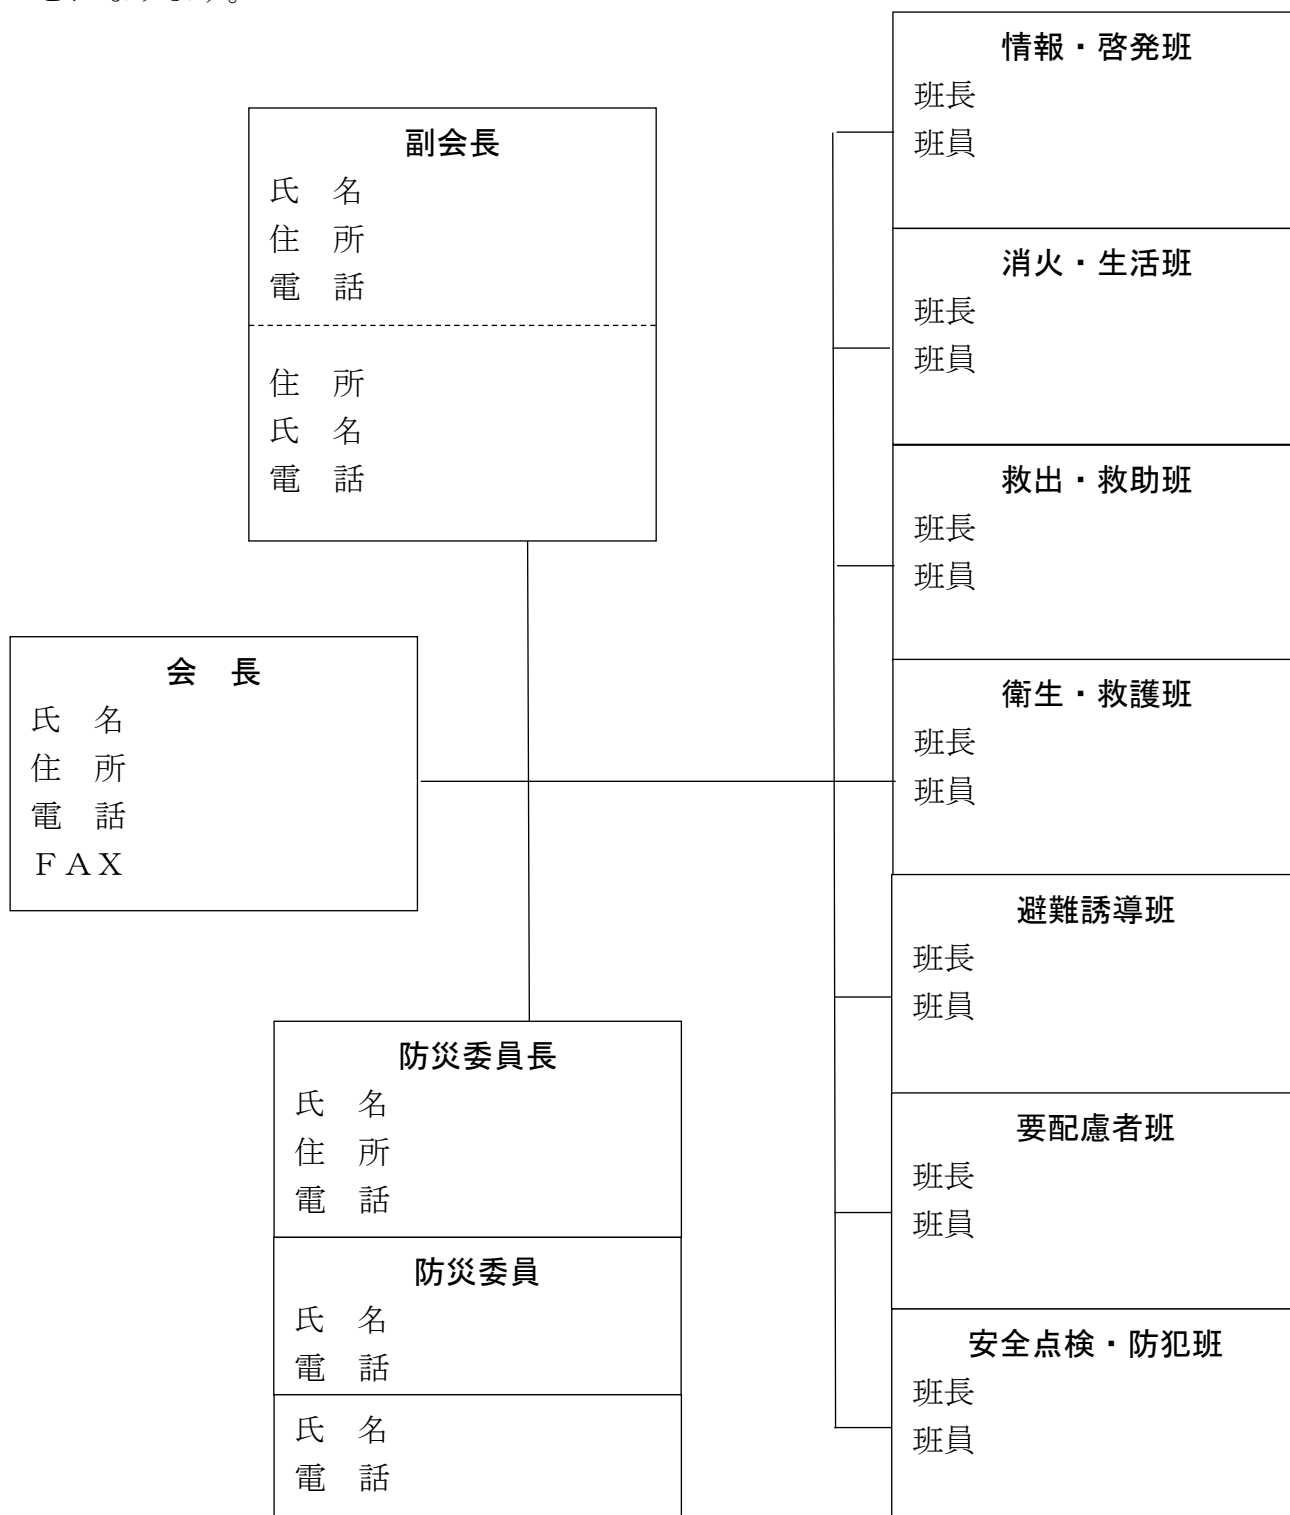 副会長
氏　名
住　所
電　話
住　所
氏　名
電　話
会　長
氏　名
住　所
電　話
ＦＡＸ
防災委員長
氏　名
住　所
電　話
防災委員
氏　名
電　話
氏　名
電　話
情報・啓発班
班長
班員
消火・生活班
班長
班員
救出・救助班
班長
班員
衛生・救護班
班長
班員
避難誘導班
班長
班員
要配慮者班
班長
班員
安全点検・防犯班
班長
班員